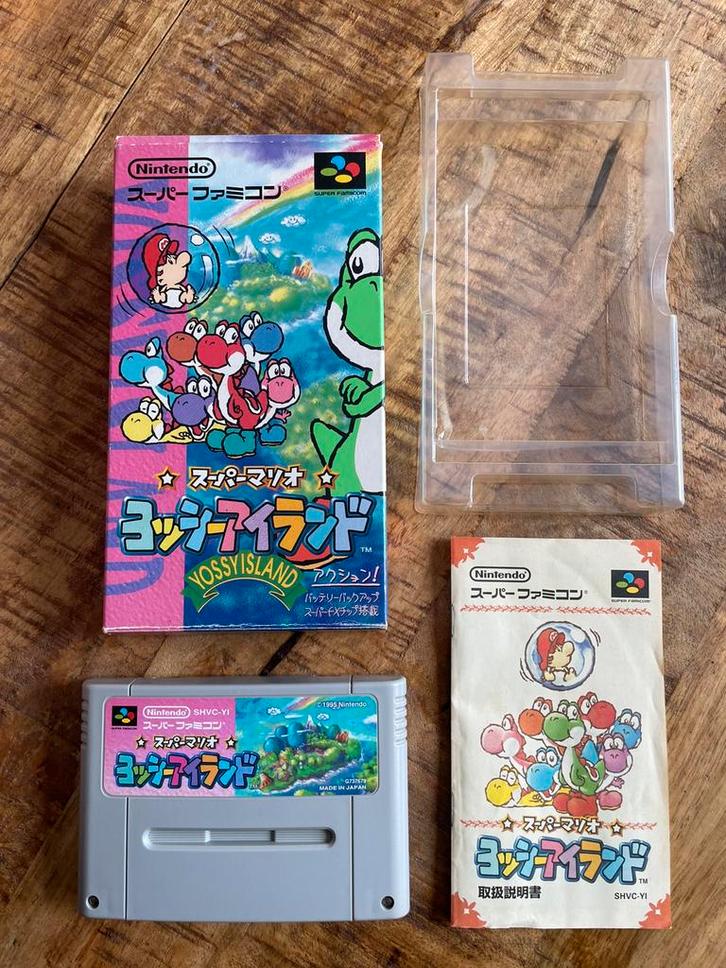 Nintendo
スーパーファミコン®
SUPER FAMICOM
スーパーマリオ
ヨッシーアイランド
TM
YOSSYISLAND
アクション!
バッテリーバックアップ
スーパーFXチップ搭載
Nintendo
スーパーファミコン®
SUPER FAMICOM
スーパーマリオ
ヨッシーアイランド
TM
取扱説明書
SHVC-YI
SUPER FAMICOM
Nintendo SHVC-YI
スーパーファミコン®
©1995 Nintendo
スーパーマリオ
ヨッシーアイランド
MADE IN JAPAN